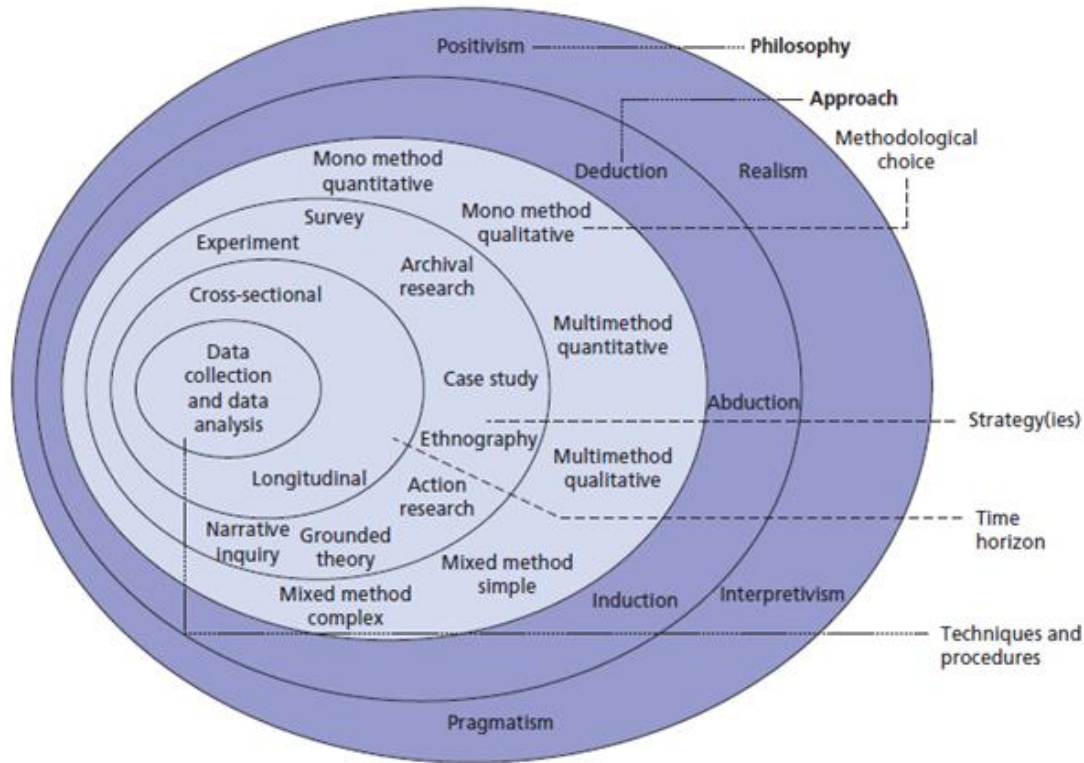 Positivism
Philosophy
Approach
Methodological
choice
Mono method
quantitative
Deduction
Realism
Mono method
qualitative
Survey
Experiment
Archival
research
Cross-sectional
Multimethod
quantitative
Data
collection
and data
analysis
Case study
Abduction
Strategy(ies)
Ethnography
Multimethod
qualitative
Longitudinal
Action
research
Time
horizon
Narrative
inquiry
Grounded
theory
Mixed method
simple
Mixed method
complex
Induction
Interpretivism
Techniques and
procedures
Pragmatism